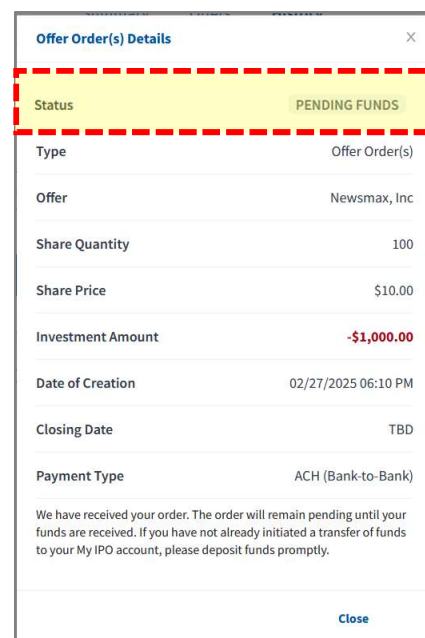 Offer Order(s) Details X
Status PENDING FUNDS
Type Offer Order(s)
Offer Newsmax, Inc
Share Quantity 100
Share Price $10.00
Investment Amount -$1,000.00
Date of Creation 02/27/2025 06:10 PM
Closing Date TBD
Payment Type ACH (Bank-to-Bank)
We have received your order. The order will remain pending until your
funds are received. If you have not already initiated a transfer of funds
to your My IPO account, please deposit funds promptly.
Close